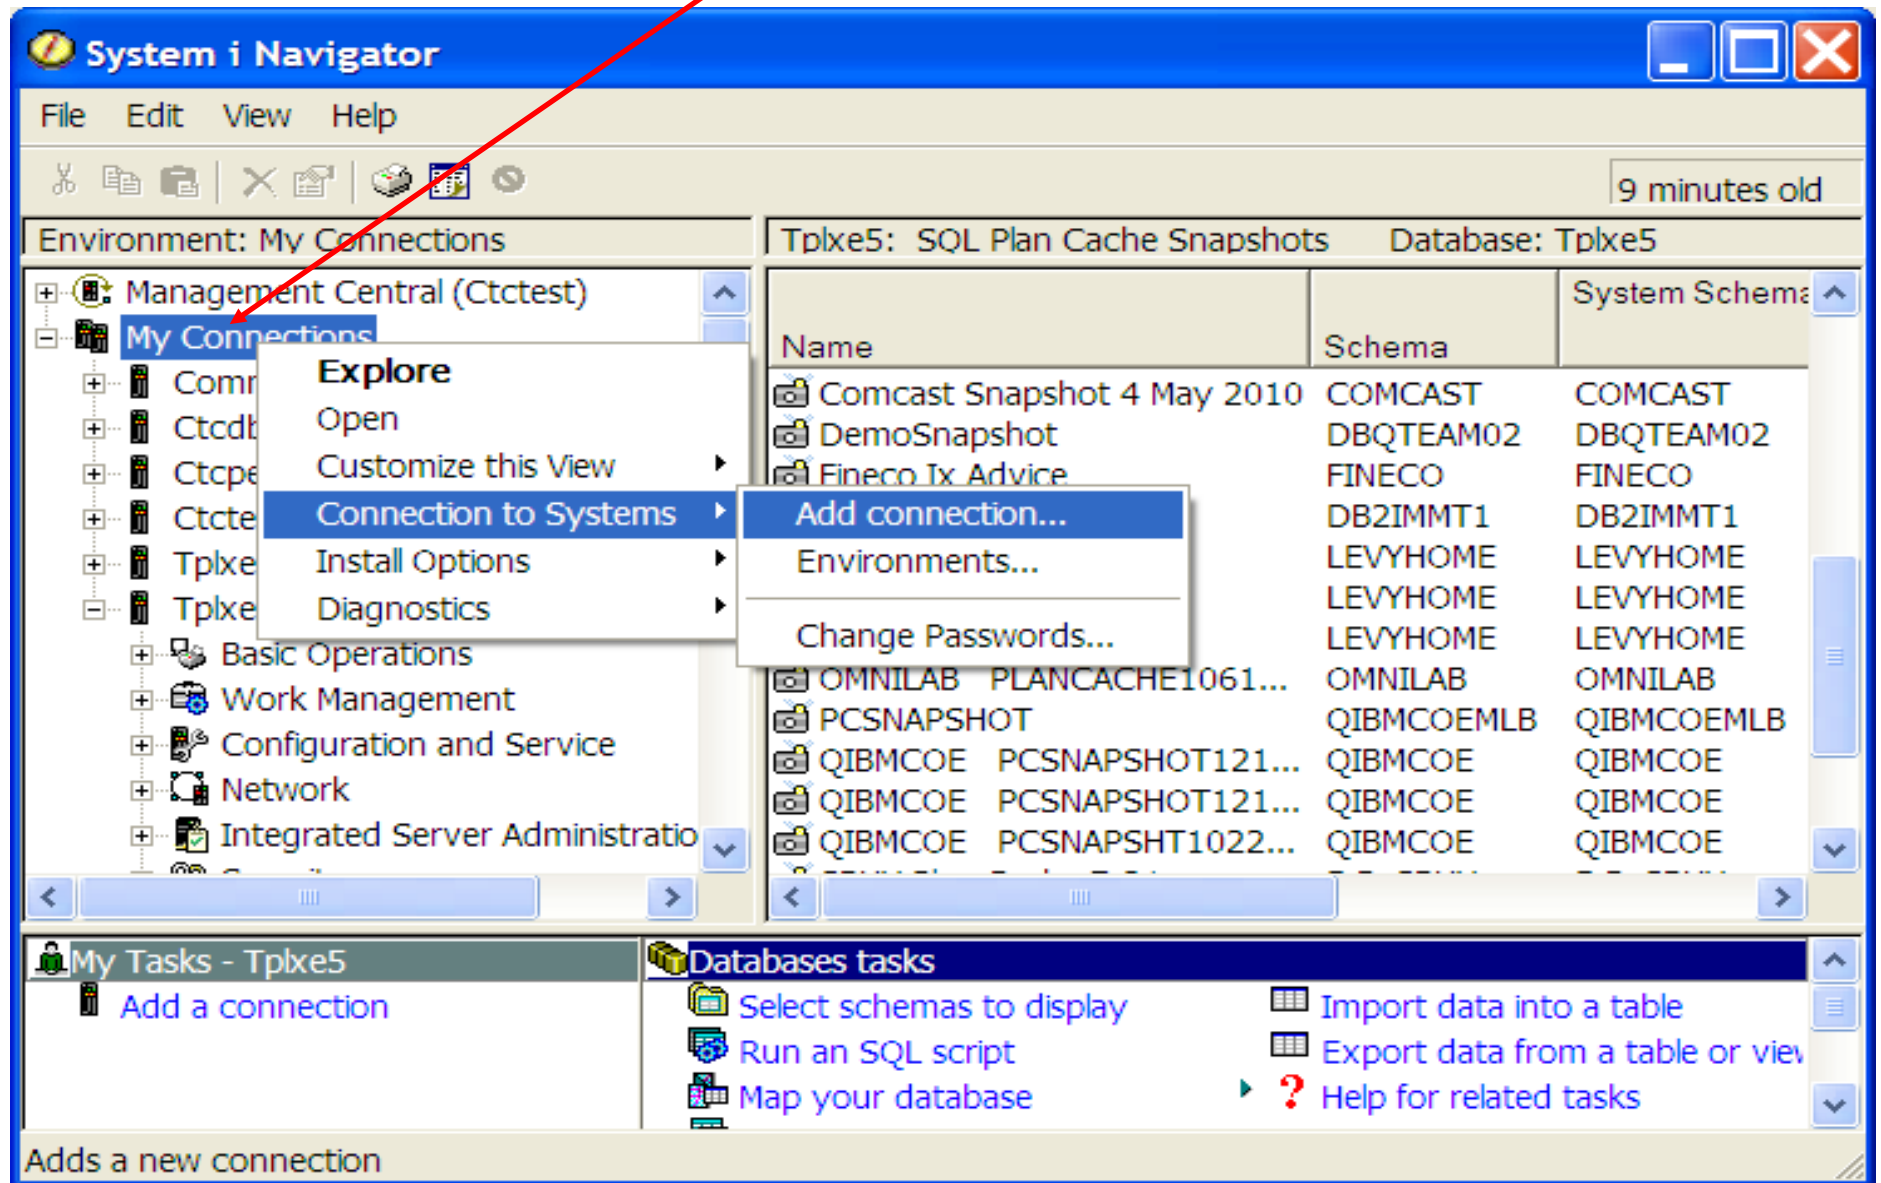 System i Navigator
File Edit View Help
9 minutes old
Environment: My Connections
Tplxe5: SQL Plan Cache Snapshots Database: Tplxe5
Management Central (Ctctest)
My Connections
Explore
Open
Customize this View
Connection to Systems
Install Options
Diagnostics
Add connection...
Environments...
Change Passwords...
Ctcdb
Ctcpe
Ctcte
Tplxe
Tplxe
Basic Operations
Work Management
Configuration and Service
Network
Integrated Server Administratio
Name Schema System Schema
Comcast Snapshot 4 May 2010 COMCAST COMCAST
DemoSnapshot DBQTEAM02 DBQTEAM02
Fineco Ix Advice FINECO FINECO
DB2IMMT1 DB2IMMT1
LEVYHOME LEVYHOME
LEVYHOME LEVYHOME
LEVYHOME LEVYHOME
OMNILAB PLANCACHE1061... OMNILAB OMNILAB
PCSNAPSHOT QIBMCOEMLB QIBMCOEMLB
QIBMCOE PCSNAPSHOT121... QIBMCOE QIBMCOE
QIBMCOE PCSNAPSHOT121... QIBMCOE QIBMCOE
QIBMCOE PCSNAPSHT1022... QIBMCOE QIBMCOE
My Tasks - Tplxe5
Add a connection
Databases tasks
Select schemas to display
Run an SQL script
Map your database
Import data into a table
Export data from a table or view
Help for related tasks
Adds a new connection